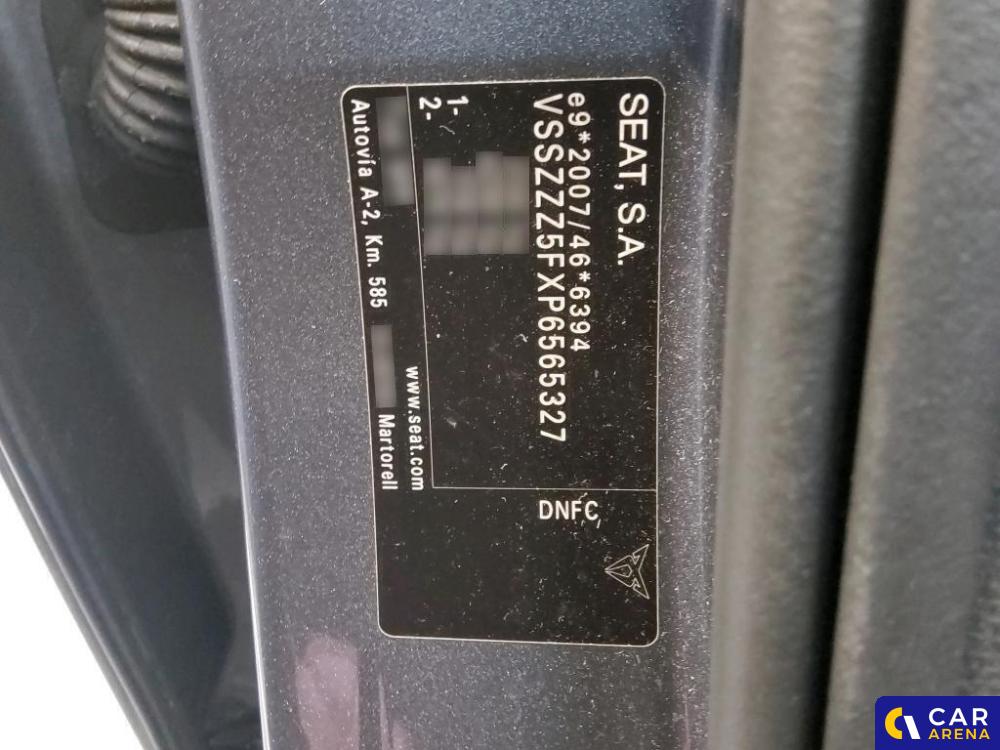 SEAT, S.A.
e9*2007/46*6394
VSSZZZ5FXP6565327
1-
2-
DNFC
www.seat.com
Autovía A-2, Km. 585 Martorell
CAR
ARENA